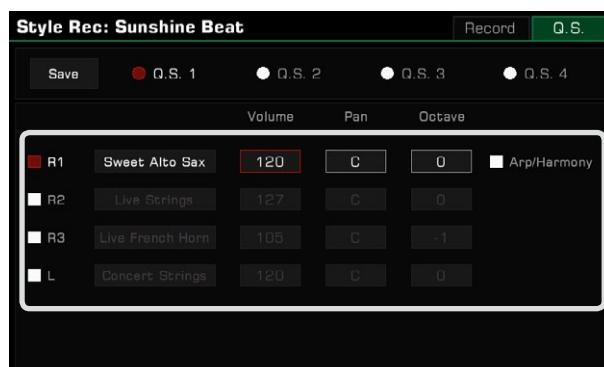 Style Rec: Sunshine Beat Record Q.S.
Save Q.S. 1 Q.S. 2 Q.S. 3 Q.S. 4
Volume Pan Octave
R1 Sweet Alto Sax 120 C 0 Arp/Harmony
R2 Live Strings 127 C 0
R3 Live French Horn 105 C -1
L Concert Strings 120 C 0